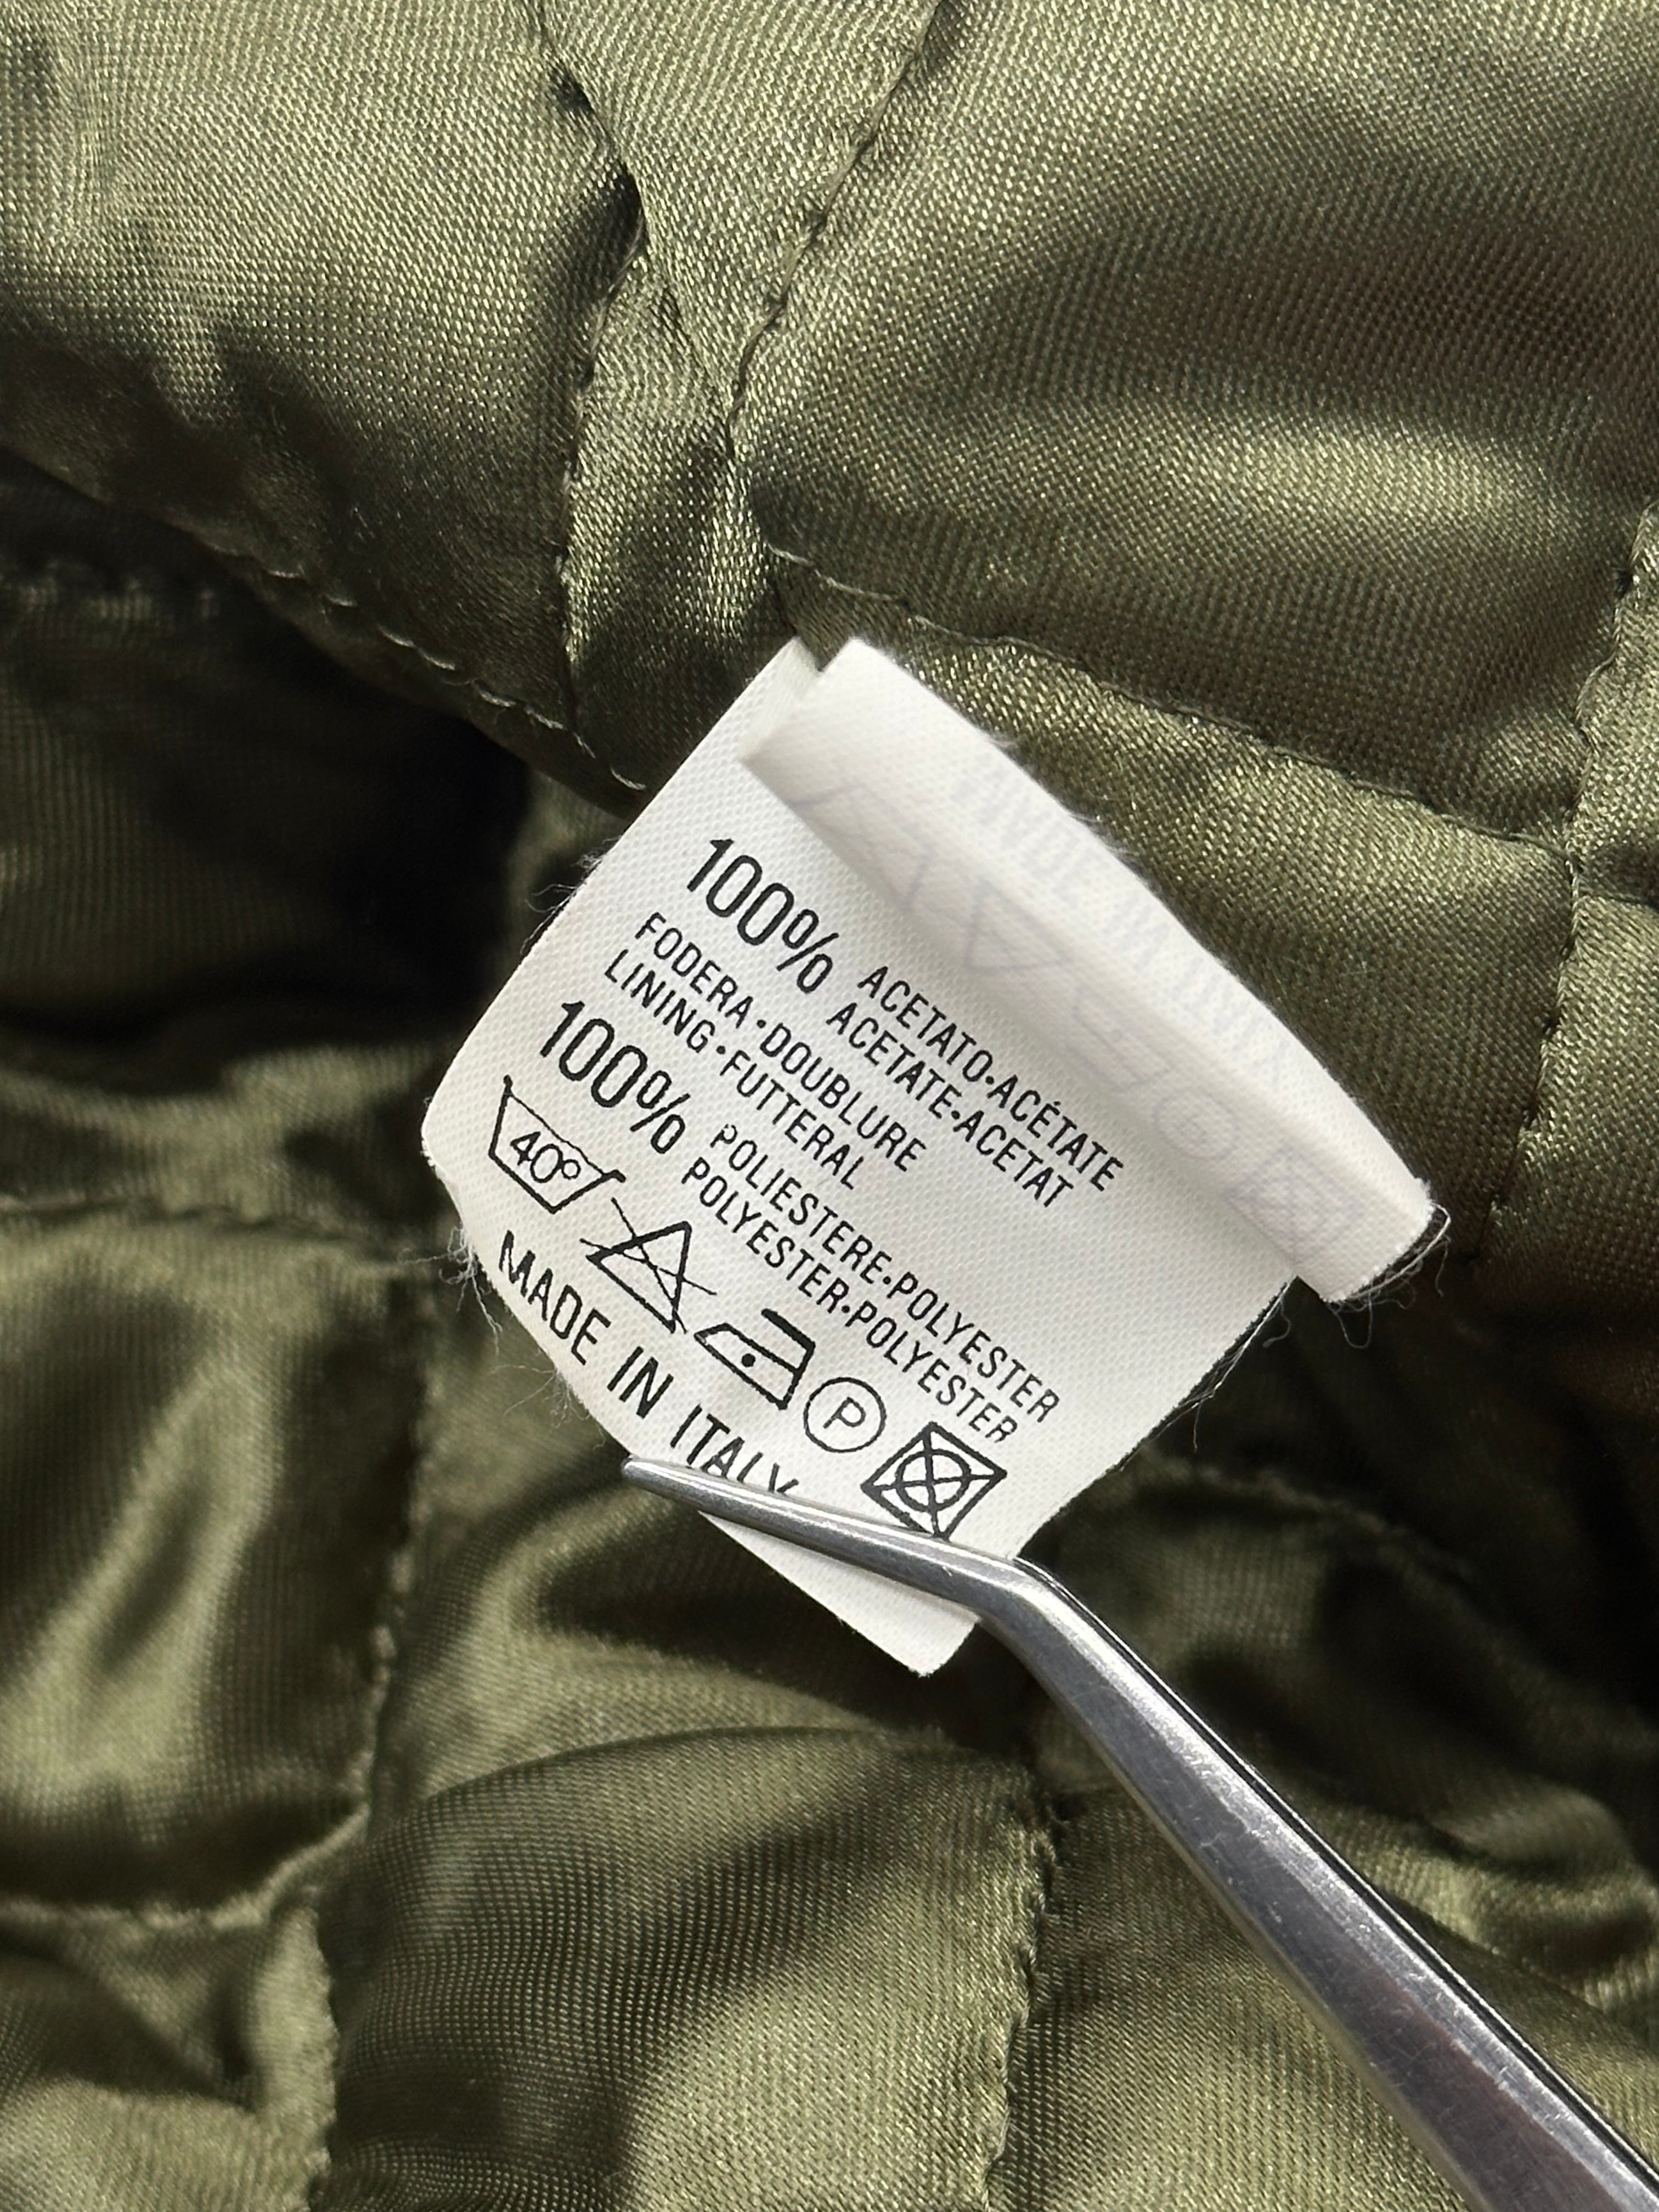 100% ACETATO•ACÉTATE
ACETATE•ACETAT
FODERA•DOUBLURE
LINING•FUTTERAL
100% POLIESTERE•POLYESTER
POLYESTER•POLYESTER
40°
P
MADE IN ITALY